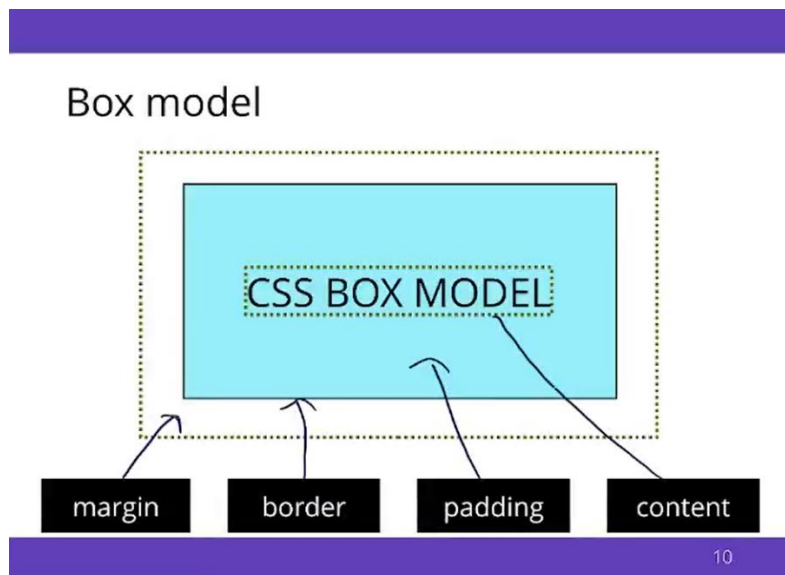 Box model
CSS BOX MODEL
margin
border
padding
content
10